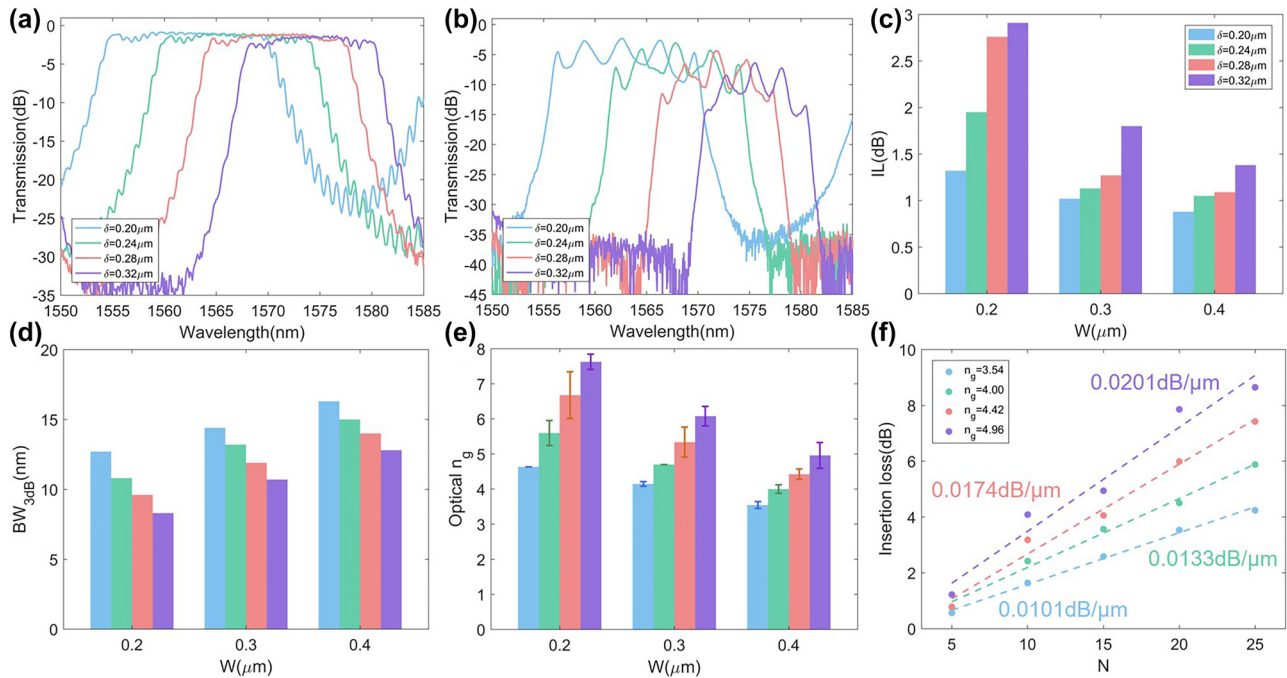 (a)
Transmission(dB)
0
-5
-10
-15
-20
-25
-30
-35
δ=0.20μm
δ=0.24μm
δ=0.28μm
δ=0.32μm
1550 1555 1560 1565 1570 1575 1580 1585
Wavelength(nm)
(b)
Transmission(dB)
5
0
-5
-10
-15
-20
-25
-30
-35
-40
-45
δ=0.20μm
δ=0.24μm
δ=0.28μm
δ=0.32μm
1550 1555 1560 1565 1570 1575 1580 1585
Wavelength(nm)
(c)
IL(dB)
3
2.5
2
1.5
1
0.5
0
δ=0.20μm
δ=0.24μm
δ=0.28μm
δ=0.32μm
0.2 0.3 0.4
W(μm)
(d)
BW3dB(nm)
20
15
10
5
0
0.2 0.3 0.4
W(μm)
(e)
Optical ng
8
7
6
5
4
3
2
1
0
0.2 0.3 0.4
W(μm)
(f)
Insertion loss(dB)
10
8
6
4
2
0
ng=3.54
ng=4.00
ng=4.42
ng=4.96
0.0201dB/μm
0.0174dB/μm
0.0133dB/μm
0.0101dB/μm
5 10 15 20 25
N